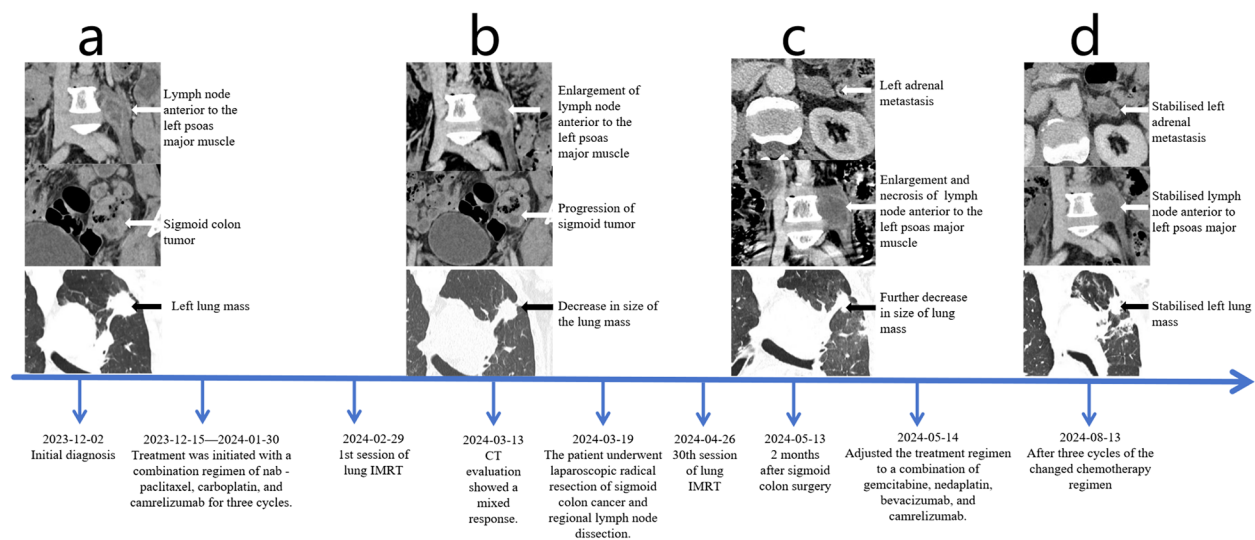 a
b
c
d
Lymph node
anterior to the
left psoas
major muscle
Sigmoid colon
tumor
Left lung mass
Enlargement of
lymph node
anterior to the
left psoas
major muscle
Progression of
sigmoid tumor
Decrease in size of
the lung mass
Left adrenal
metastasis
Enlargement and
necrosis of lymph
node anterior to the
left psoas major
muscle
Further decrease
in size of lung
mass
Stabilised left
adrenal
metastasis
Stabilised lymph
node anterior to
left psoas major
Stabilised left lung
mass
2023-12-02
Initial diagnosis
2023-12-15—2024-01-30
Treatment was initiated with a
combination regimen of nab -
paclitaxel, carboplatin, and
camrelizumab for three cycles.
2024-02-29
1st session of
lung IMRT
2024-03-13
CT
evaluation
showed a
mixed
response.
2024-03-19
The patient underwent
laparoscopic radical
resection of sigmoid
colon cancer and
regional lymph node
dissection.
2024-04-26
30th session
of lung
IMRT
2024-05-13
2 months
after sigmoid
colon surgery
2024-05-14
Adjusted the treatment regimen
to a combination of
gemcitabine, nedaplatin,
bevacizumab, and
camrelizumab.
2024-08-13
After three cycles of the
changed chemotherapy
regimen